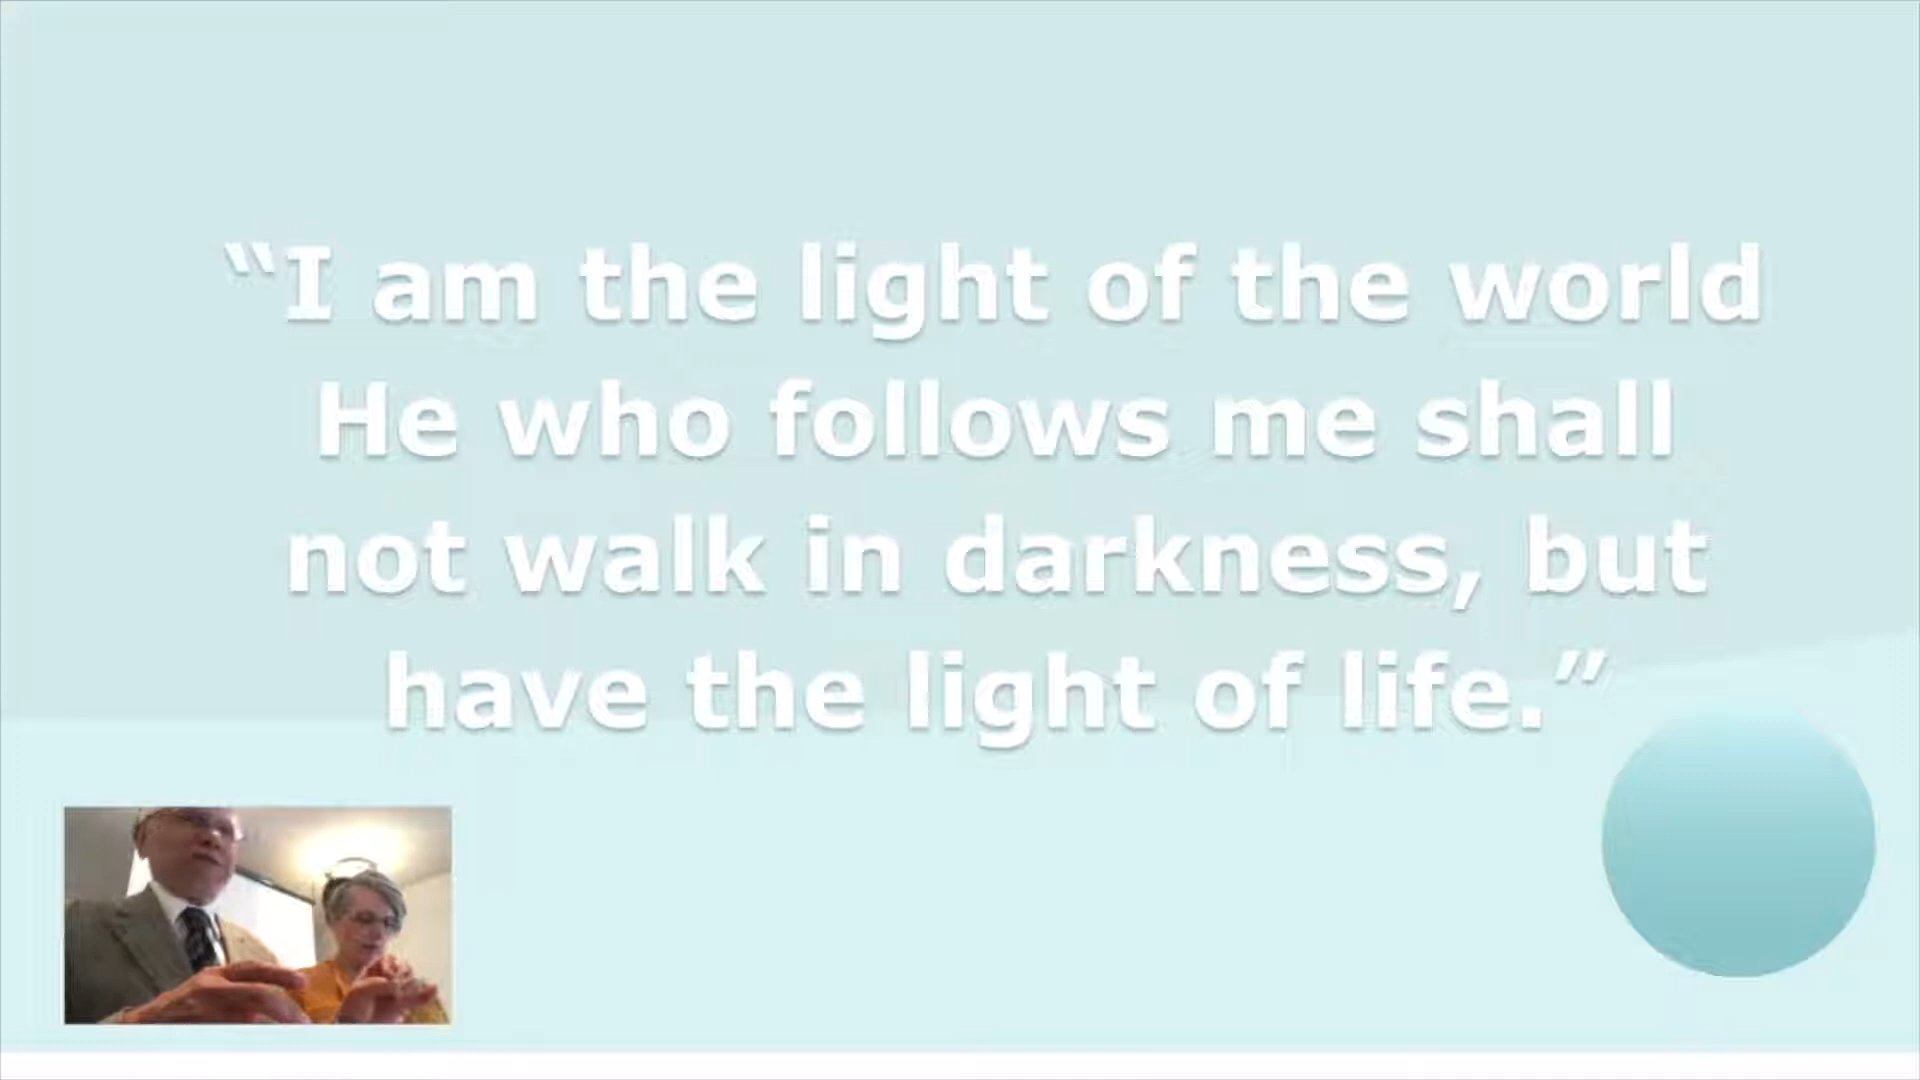 “I am the light of the world
He who follows me shall
not walk in darkness, but
have the light of life.”